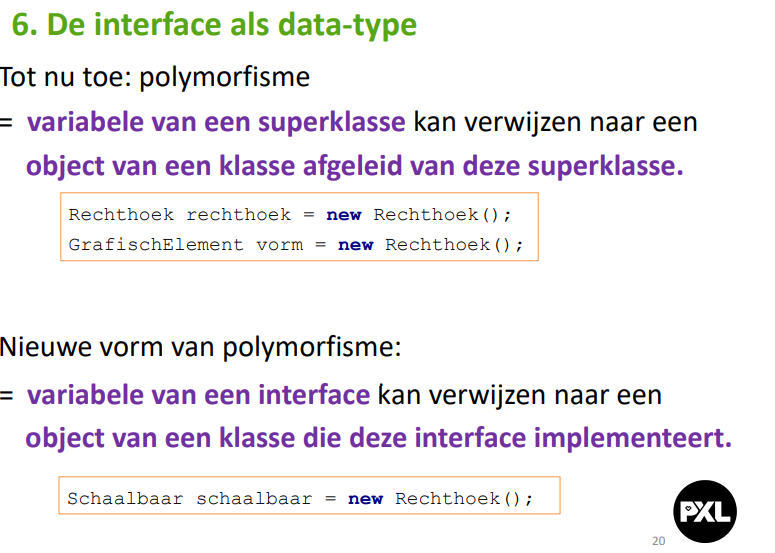 6. De interface als data-type
Tot nu toe: polymorfisme
= variabele van een superklasse kan verwijzen naar een
object van een klasse afgeleid van deze superklasse.
Rechthoek rechthoek = new Rechthoek();
GrafischElement vorm = new Rechthoek();
Nieuwe vorm van polymorfisme:
= variabele van een interface kan verwijzen naar een
object van een klasse die deze interface implementeert.
Schaalbaar schaalbaar = new Rechthoek();
PXL
20